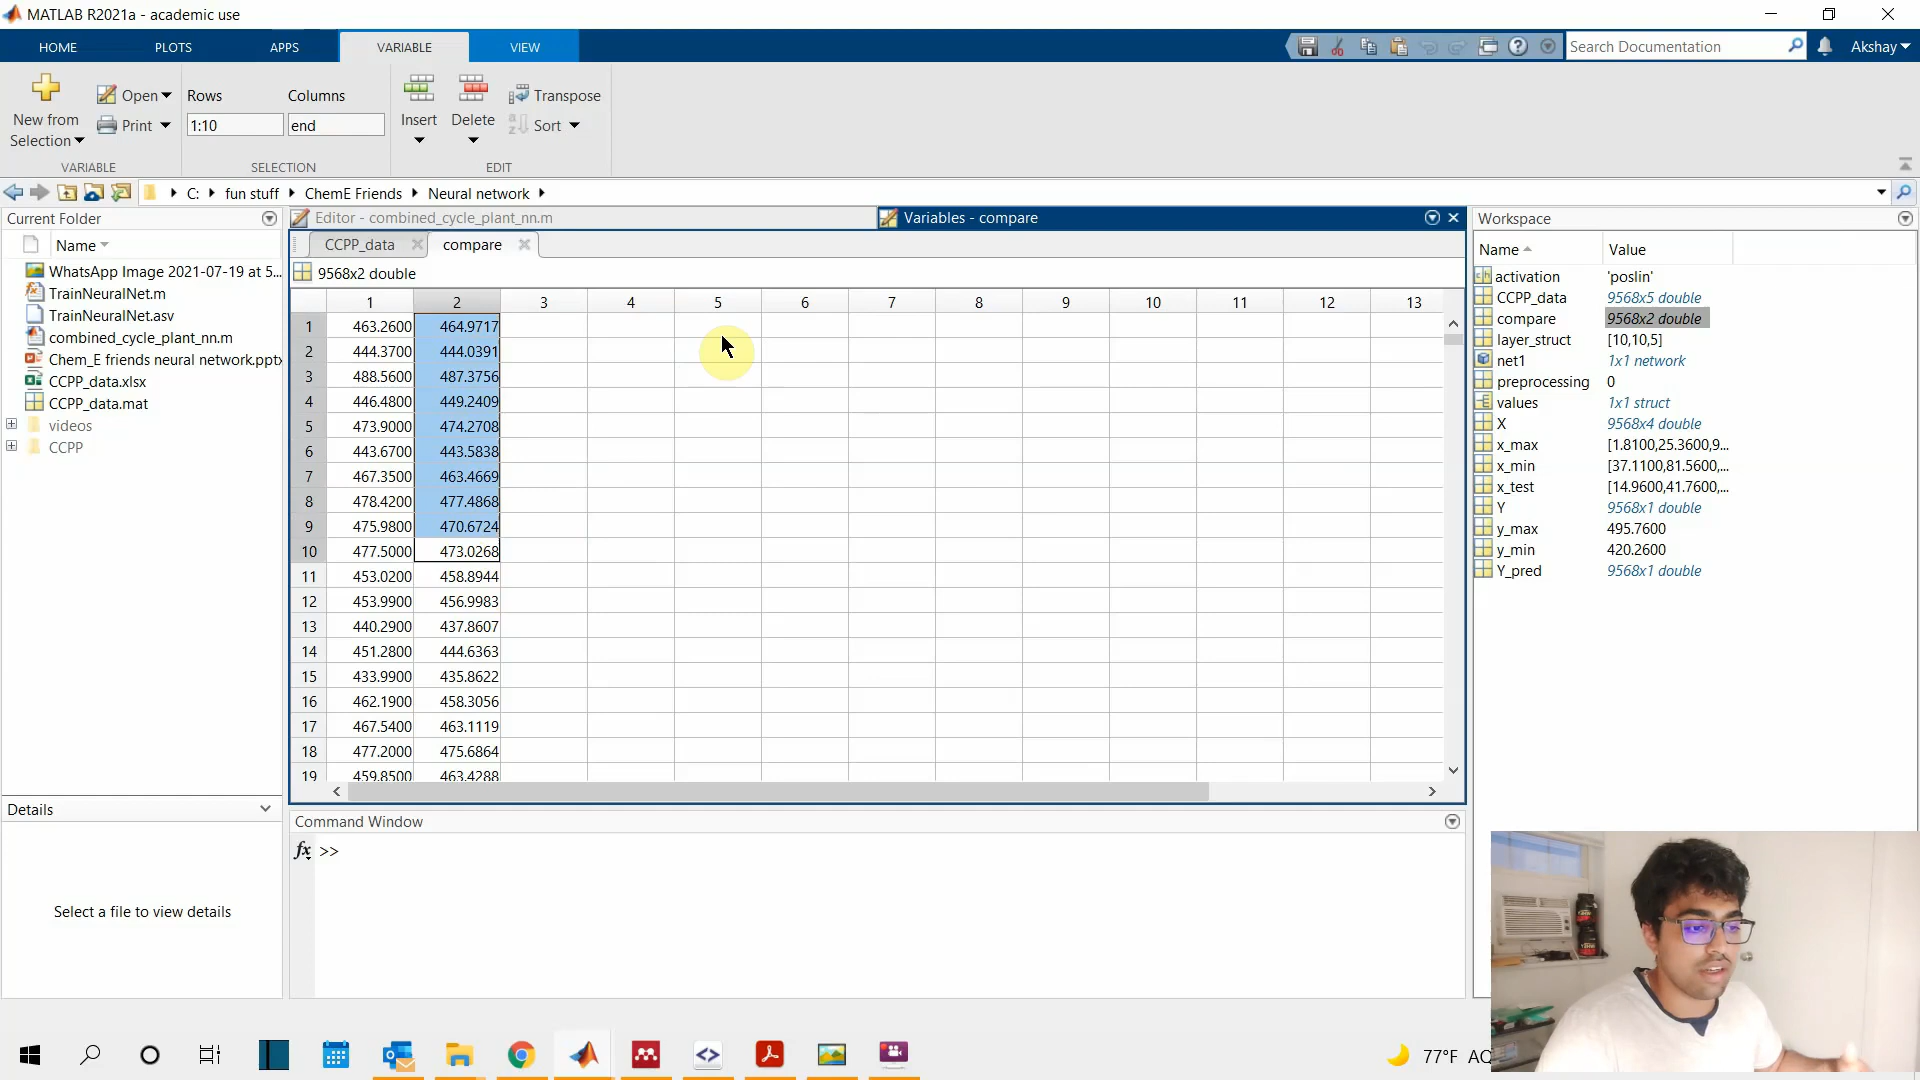 MATLAB R2021a - academic use
HOME PLOTS APPS VARIABLE VIEW
Search Documentation
Akshay
New from Selection
Open
Print
Rows
1:10
Columns
end
Insert
Delete
Transpose
Sort
VARIABLE
SELECTION
EDIT
C: fun stuff ChemE Friends Neural network
Current Folder
Name
WhatsApp Image 2021-07-19 at 5...
TrainNeuralNet.m
TrainNeuralNet.asv
combined_cycle_plant_nn.m
Chem_E friends neural network.pptx
CCPP_data.xlsx
CCPP_data.mat
videos
CCPP
Details
Select a file to view details
Editor - combined_cycle_plant_nn.m
Variables - compare
CCPP_data
compare
9568x2 double
1 2 3 4 5 6 7 8 9 10 11 12 13
1 463.2600 464.9717
2 444.3700 444.0391
3 488.5600 487.3756
4 446.4800 449.2409
5 473.9000 474.2708
6 443.6700 443.5838
7 467.3500 463.4669
8 478.4200 477.4868
9 475.9800 470.6724
10 477.5000 473.0268
11 453.0200 458.8944
12 453.9900 456.9983
13 440.2900 437.8607
14 451.2800 444.6363
15 433.9900 435.8622
16 462.1900 458.3056
17 467.5400 463.1119
18 477.2000 475.6864
19 459.8500 463.4288
Command Window
fx >>
Workspace
Name Value
activation 'poslin'
CCPP_data 9568x5 double
compare 9568x2 double
layer_struct [10,10,5]
net1 1x1 network
preprocessing 0
values 1x1 struct
X 9568x4 double
x_max [1.8100,25.3600,9...
x_min [37.1100,81.5600,...
x_test [14.9600,41.7600,...
Y 9568x1 double
y_max 495.7600
y_min 420.2600
Y_pred 9568x1 double
77°F AQ